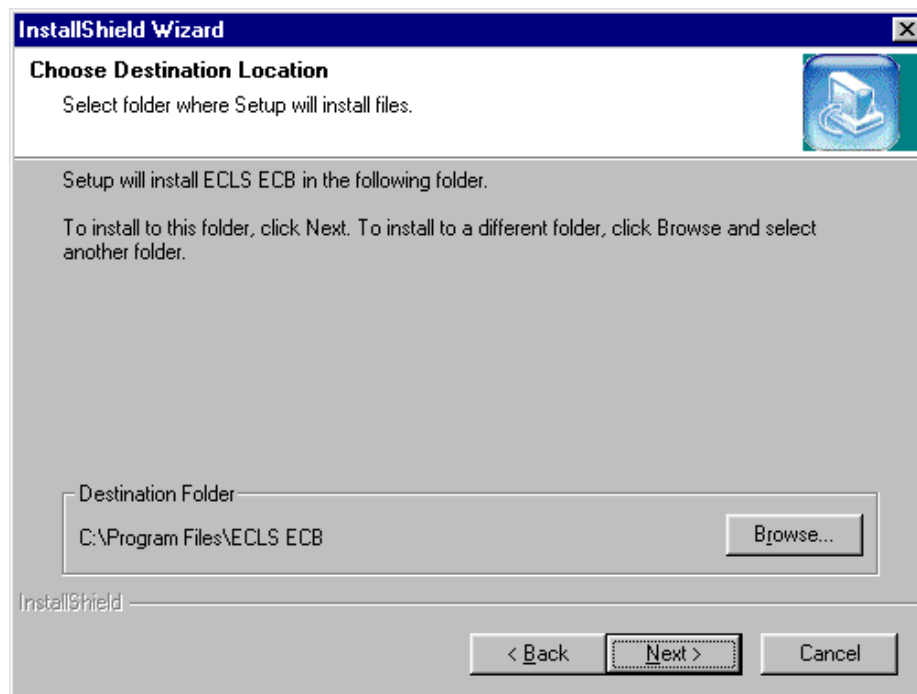 InstallShield Wizard
Choose Destination Location
Select folder where Setup will install files.
Setup will install ECLS ECB in the following folder.
To install to this folder, click Next. To install to a different folder, click Browse and select
another folder.
Destination Folder
C:\Program Files\ECLS ECB
Browse...
InstallShield
< Back
Next >
Cancel